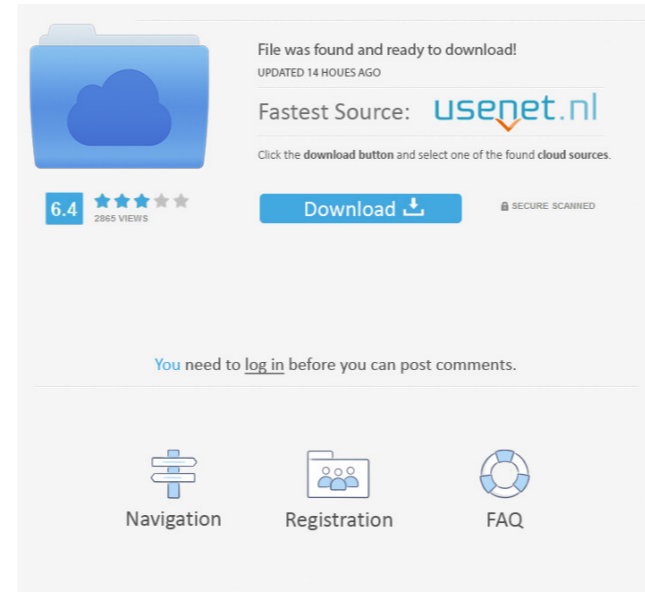 File was found and ready to download!
UPDATED 14 HOUES AGO
Fastest Source: usenet.nl
Click the download button and select one of the found cloud sources.
6.4
2865 VIEWS
Download
SECURE SCANNED
You need to log in before you can post comments.
Navigation Registration FAQ